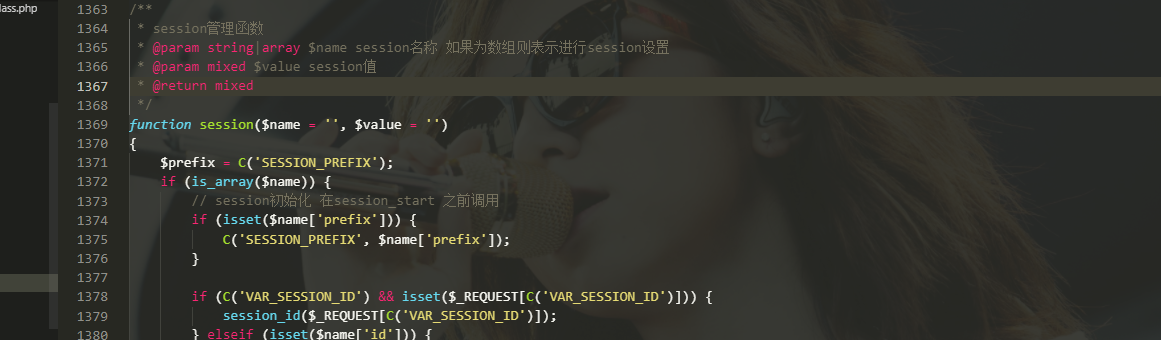 lass.php
1363 /**
1364  * session管理函数
1365  * @param string|array $name session名称 如果为数组则表示进行session设置
1366  * @param mixed $value session值
1367  * @return mixed
1368  */
1369 function session($name = '', $value = '')
1370 {
1371     $prefix = C('SESSION_PREFIX');
1372     if (is_array($name)) {
1373         // session初始化 在session_start 之前调用
1374         if (isset($name['prefix'])) {
1375             C('SESSION_PREFIX', $name['prefix']);
1376         }
1377
1378         if (C('VAR_SESSION_ID') && isset($_REQUEST[C('VAR_SESSION_ID')])) {
1379             session_id($_REQUEST[C('VAR_SESSION_ID')]);
1380         } elseif (isset($name['id'])) {